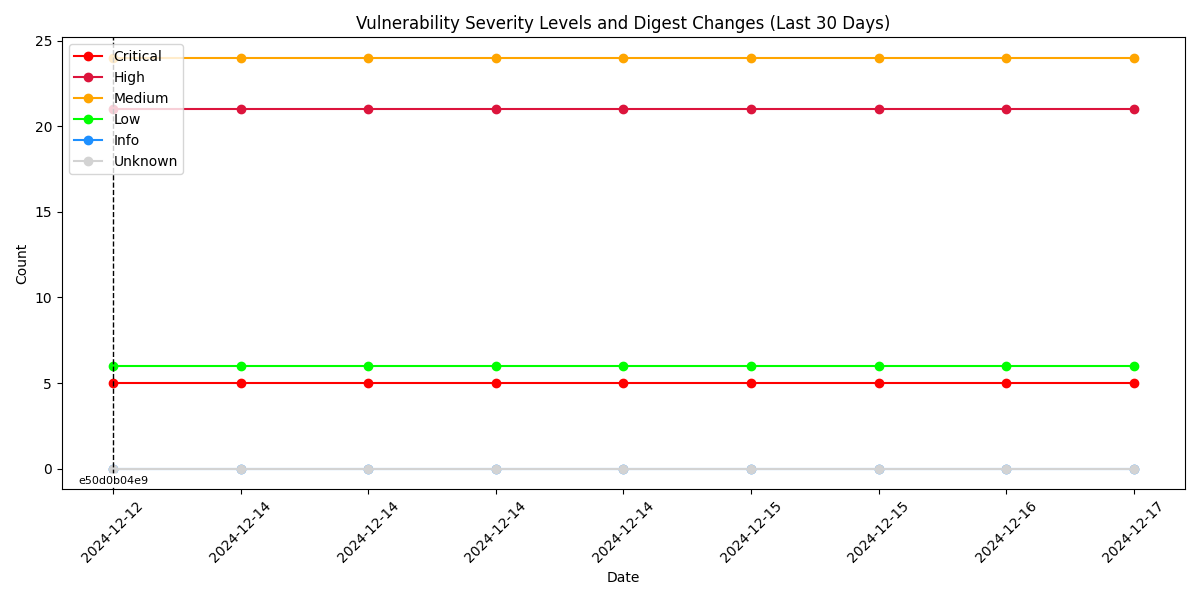 Vulnerability Severity Levels and Digest Changes (Last 30 Days)
Count
25
20
15
10
5
0
Critical
High
Medium
Low
Info
Unknown
e50d0b04e9
2024-12-12
2024-12-14
2024-12-14
2024-12-14
2024-12-14
2024-12-15
2024-12-15
2024-12-16
2024-12-17
Date